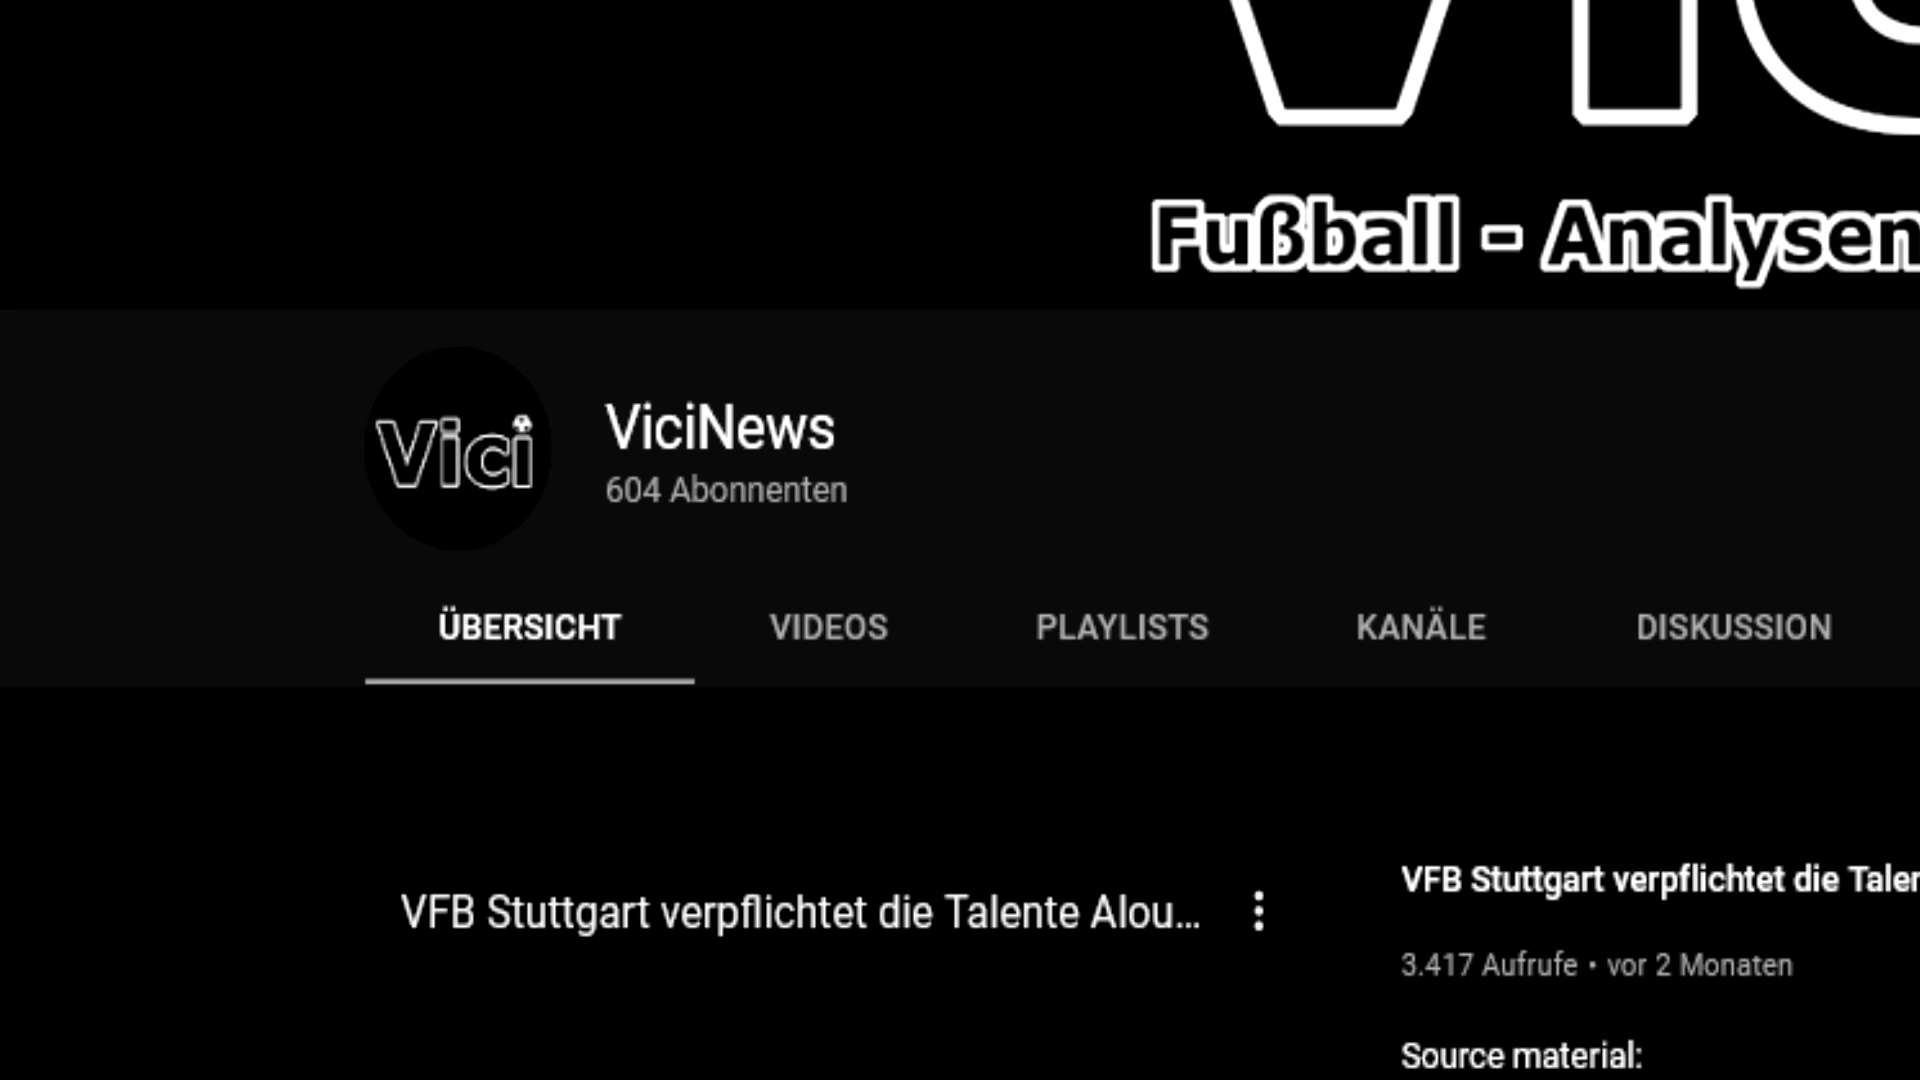 Fußball - Analysen
Vici
ViciNews
604 Abonnenten
ÜBERSICHT VIDEOS PLAYLISTS KANÄLE DISKUSSION
VFB Stuttgart verpflichtet die Talente Alou...
VFB Stuttgart verpflichtet die Talen
3.417 Aufrufe • vor 2 Monaten
Source material: